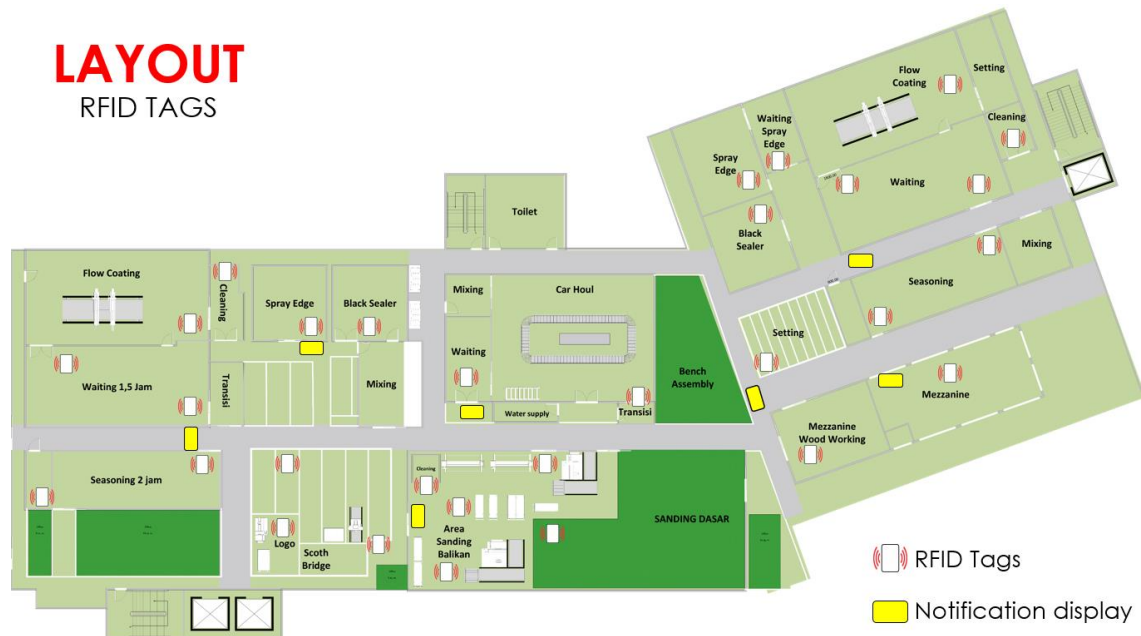 LAYOUT
RFID TAGS
Flow
Coating
Setting
Cleaning
Waiting
Spray
Edge
Spray
Edge
Waiting
Black
Sealer
Toilet
Mixing
Seasoning
Setting
Flow Coating
Cleaning
Spray Edge
Black Sealer
Mixing
Car Houl
Waiting
Bench
Assembly
Waiting 1,5 Jam
Transisi
Mixing
Water supply
Transisi
Mezzanine
Mezzanine
Wood Working
Seasoning 2 jam
Cleaning
Logo
Scoth
Bridge
Area
Sanding
Balikan
SANDING DASAR
RFID Tags
Notification display